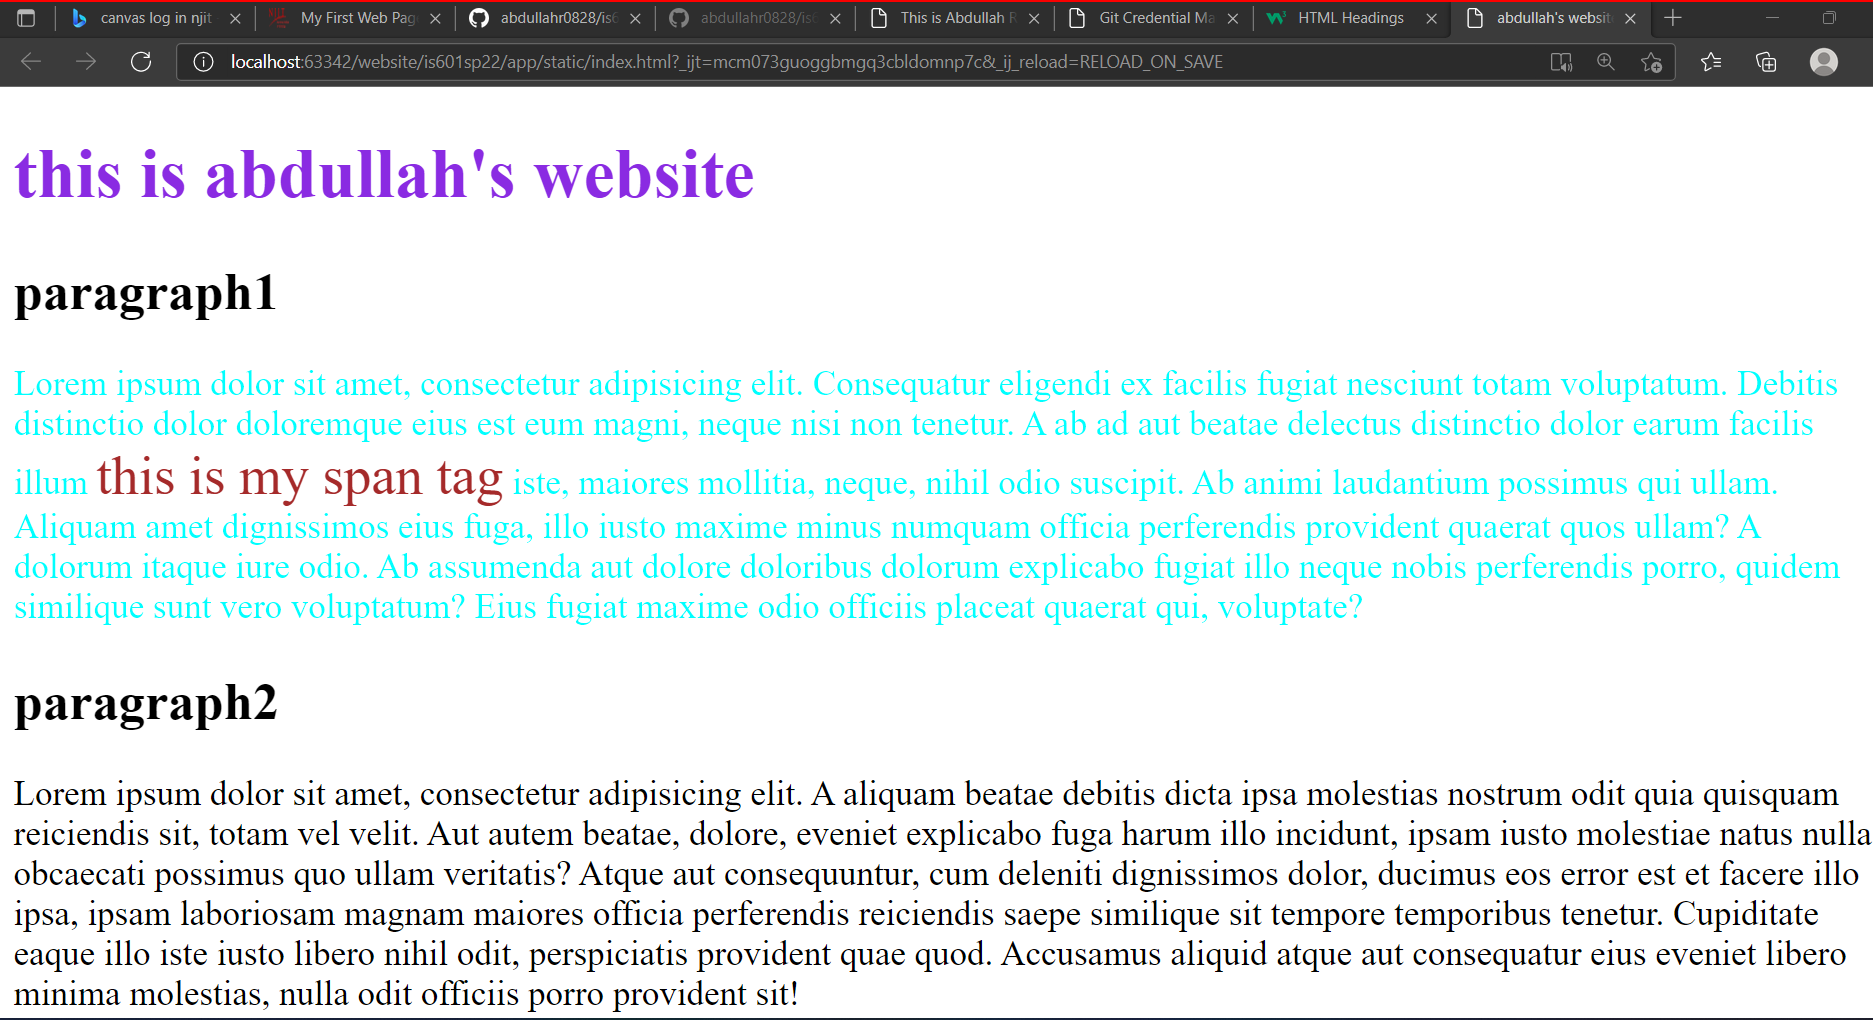 canvas log in njit
My First Web Pag
abdullahr0828/is6
abdullahr0828/is6
This is Abdullah R
Git Credential Ma
HTML Headings
abdullah's websit
localhost:63342/website/is601sp22/app/static/index.html?_ijt=mcm073guoggbmgq3cbldomnp7c&_ij_reload=RELOAD_ON_SAVE
this is abdullah's website
paragraph1
Lorem ipsum dolor sit amet, consectetur adipisicing elit. Consequatur eligendi ex facilis fugiat nesciunt totam voluptatum. Debitis
distinctio dolor doloremque eius est eum magni, neque nisi non tenetur. A ab ad aut beatae delectus distinctio dolor earum facilis
illum this is my span tag iste, maiores mollitia, neque, nihil odio suscipit. Ab animi laudantium possimus qui ullam.
Aliquam amet dignissimos eius fuga, illo iusto maxime minus numquam officia perferendis provident quaerat quos ullam? A
dolorum itaque iure odio. Ab assumenda aut dolore doloribus dolorum explicabo fugiat illo neque nobis perferendis porro, quidem
similique sunt vero voluptatum? Eius fugiat maxime odio officiis placeat quaerat qui, voluptate?
paragraph2
Lorem ipsum dolor sit amet, consectetur adipisicing elit. A aliquam beatae debitis dicta ipsa molestias nostrum odit quia quisquam
reiciendis sit, totam vel velit. Aut autem beatae, dolore, eveniet explicabo fuga harum illo incidunt, ipsam iusto molestiae natus nulla
obcaecati possimus quo ullam veritatis? Atque aut consequuntur, cum deleniti dignissimos dolor, ducimus eos error est et facere illo
ipsa, ipsam laboriosam magnam maiores officia perferendis reiciendis saepe similique sit tempore temporibus tenetur. Cupiditate
eaque illo iste iusto libero nihil odit, perspiciatis provident quae quod. Accusamus aliquid atque aut consequatur eius eveniet libero
minima molestias, nulla odit officiis porro provident sit!